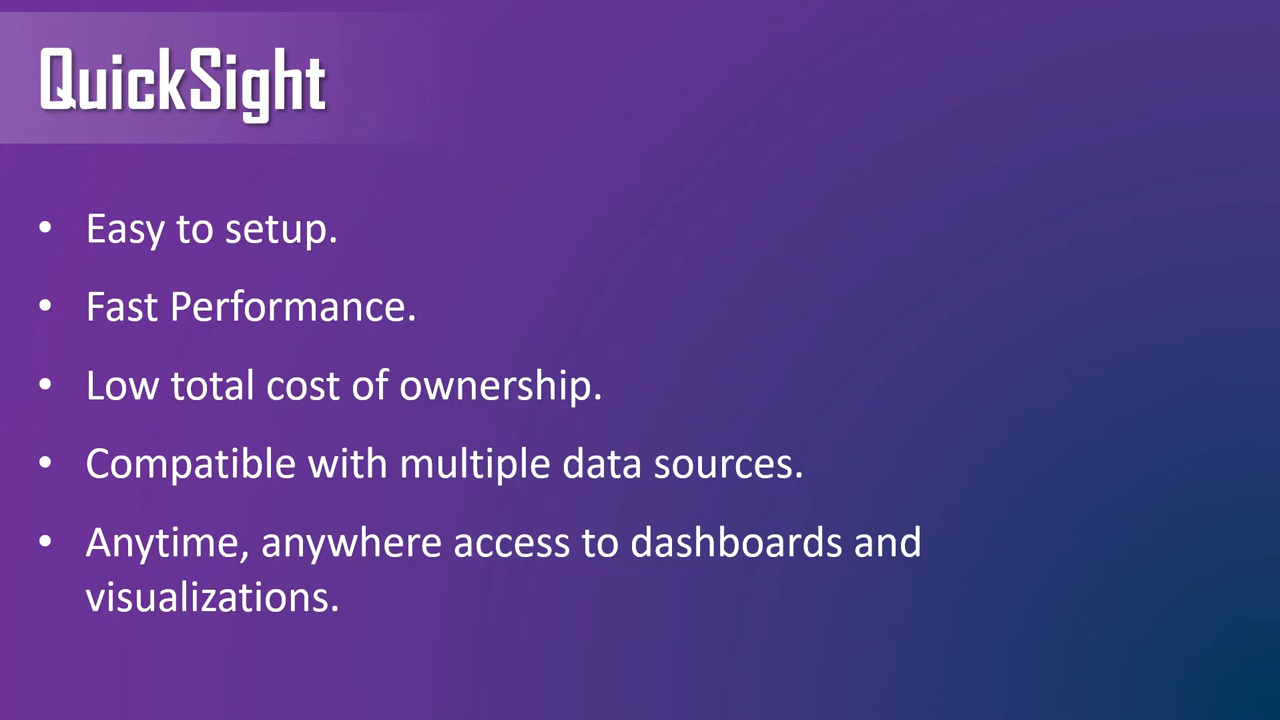 QuickSight
• Easy to setup.
• Fast Performance.
• Low total cost of ownership.
• Compatible with multiple data sources.
• Anytime, anywhere access to dashboards and
visualizations.